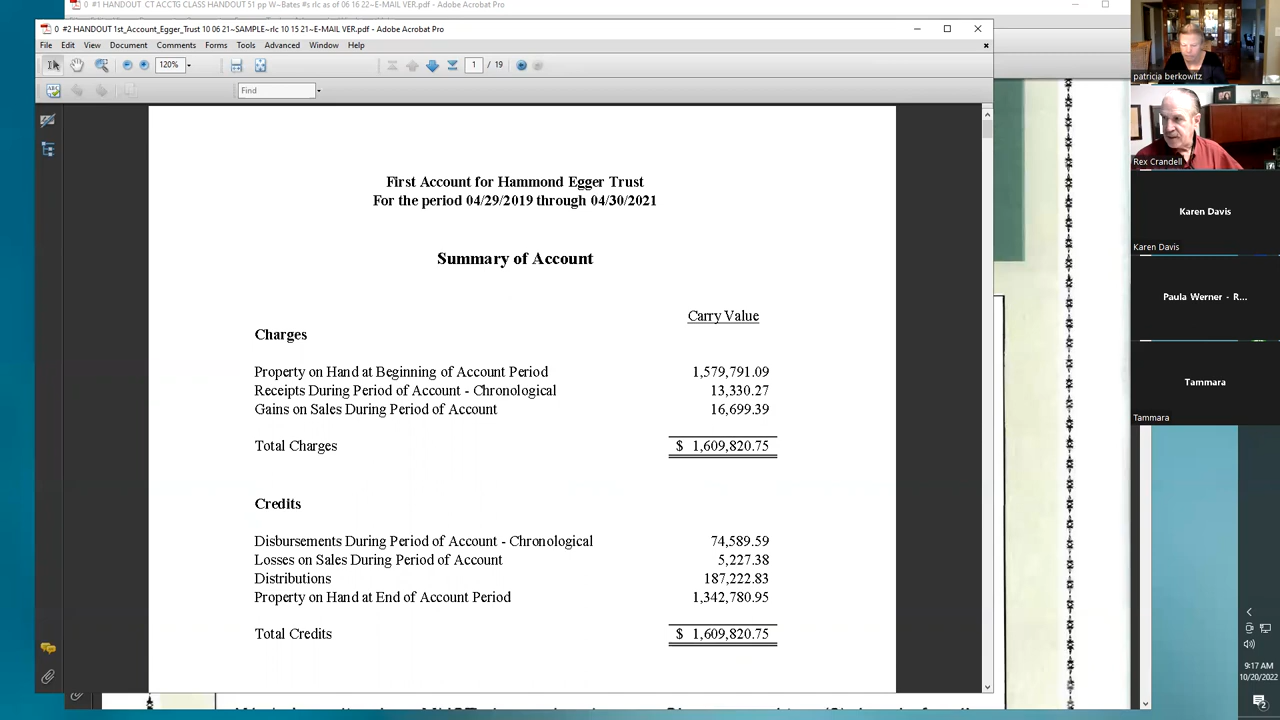 #1 HANDOUT CT ACCTG CLASS HANDOUT 51 pp W~Bates #s rlc as of 06 16 22~E-MAIL VER.pdf - Adobe Acrobat Pro
0 #2 HANDOUT 1st_Account_Egger_Trust 10 06 21~SAMPLE~rlc 10 15 21~E-MAIL VER.pdf - Adobe Acrobat Pro
File Edit View Document Comments Forms Tools Advanced Window Help
120% 1 / 19
Find
First Account for Hammond Egger Trust
For the period 04/29/2019 through 04/30/2021
Summary of Account
Carry Value
Charges
Property on Hand at Beginning of Account Period 1,579,791.09
Receipts During Period of Account - Chronological 13,330.27
Gains on Sales During Period of Account 16,699.39
Total Charges $ 1,609,820.75
Credits
Disbursements During Period of Account - Chronological 74,589.59
Losses on Sales During Period of Account 5,227.38
Distributions 187,222.83
Property on Hand at End of Account Period 1,342,780.95
Total Credits $ 1,609,820.75
patricia berkowitz
Rex Crandell
Karen Davis
Karen Davis
Paula Werner - R...
Tammara
Tammara
9:17 AM
10/20/2022
2